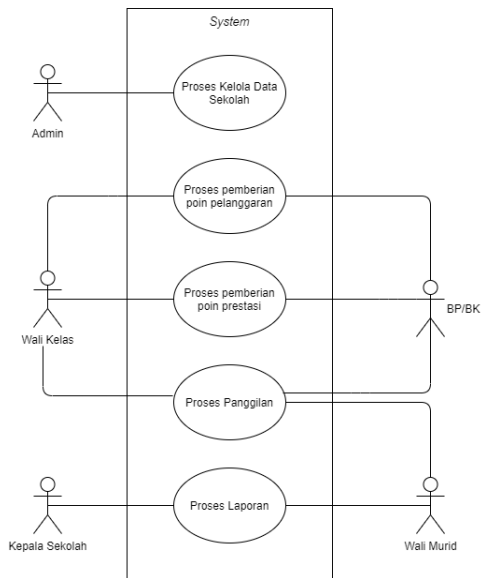 System
Proses Kelola Data
Sekolah
Admin
Proses pemberian
poin pelanggaran
Proses pemberian
poin prestasi
BP/BK
Wali Kelas
Proses Panggilan
Proses Laporan
Kepala Sekolah
Wali Murid